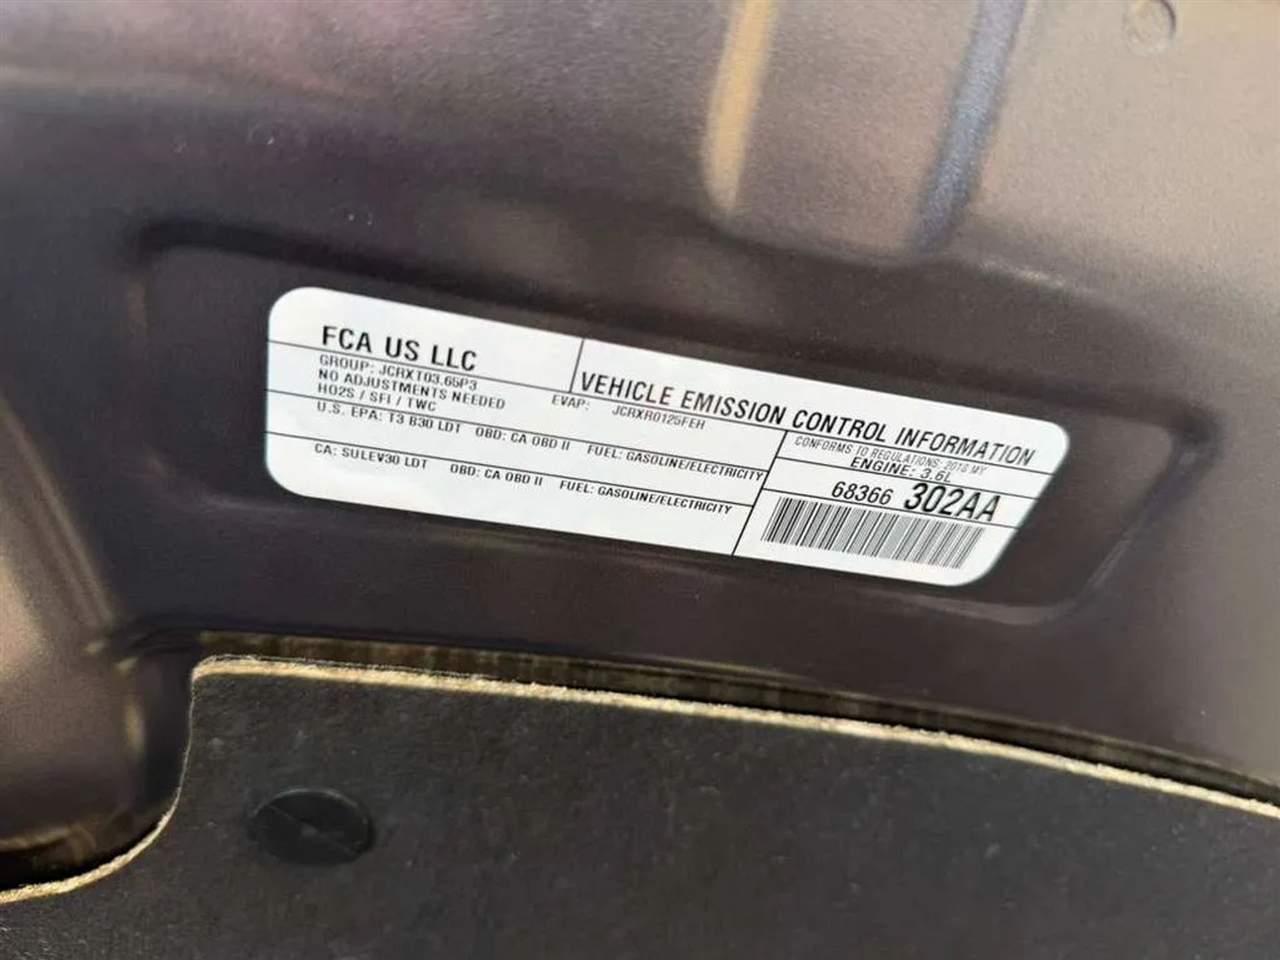 FCA US LLC
VEHICLE EMISSION CONTROL INFORMATION
GROUP: JCRXT03.65P3
EVAP: JCRXR0125FEH
NO ADJUSTMENTS NEEDED
HO2S / SFI / TWC
CONFORMS TO REGULATIONS: 2018 MY
ENGINE: 3.6L
U.S. EPA: T3 B30 LDT OBD: CA OBD II FUEL: GASOLINE/ELECTRICITY
CA: SULEV30 LDT OBD: CA OBD II FUEL: GASOLINE/ELECTRICITY
68366 302AA